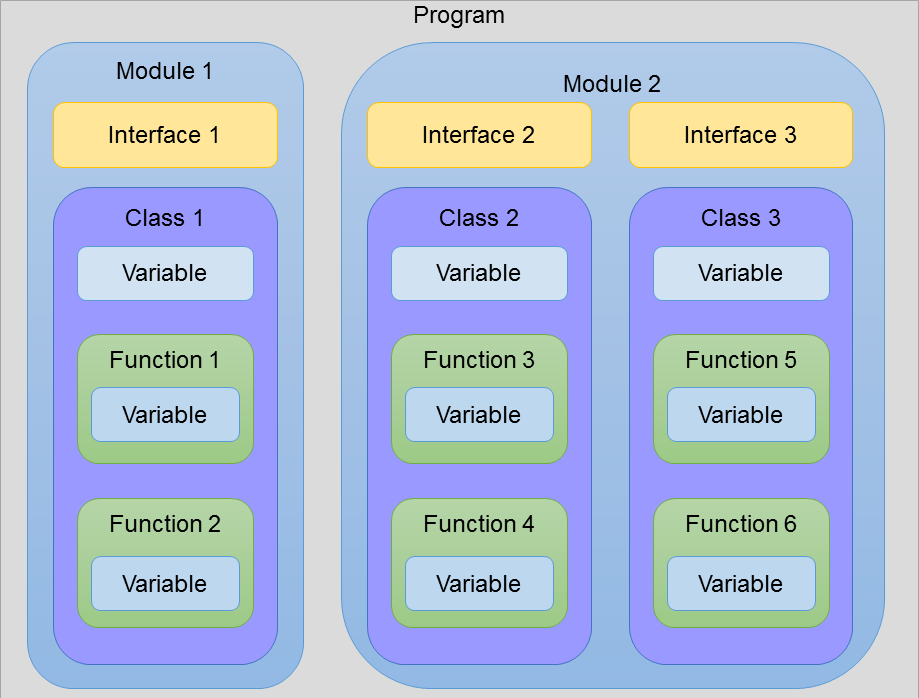 Program
Module 1
Interface 1
Class 1
Variable
Function 1
Variable
Function 2
Variable
Module 2
Interface 2
Interface 3
Class 2
Variable
Function 3
Variable
Function 4
Variable
Class 3
Variable
Function 5
Variable
Function 6
Variable